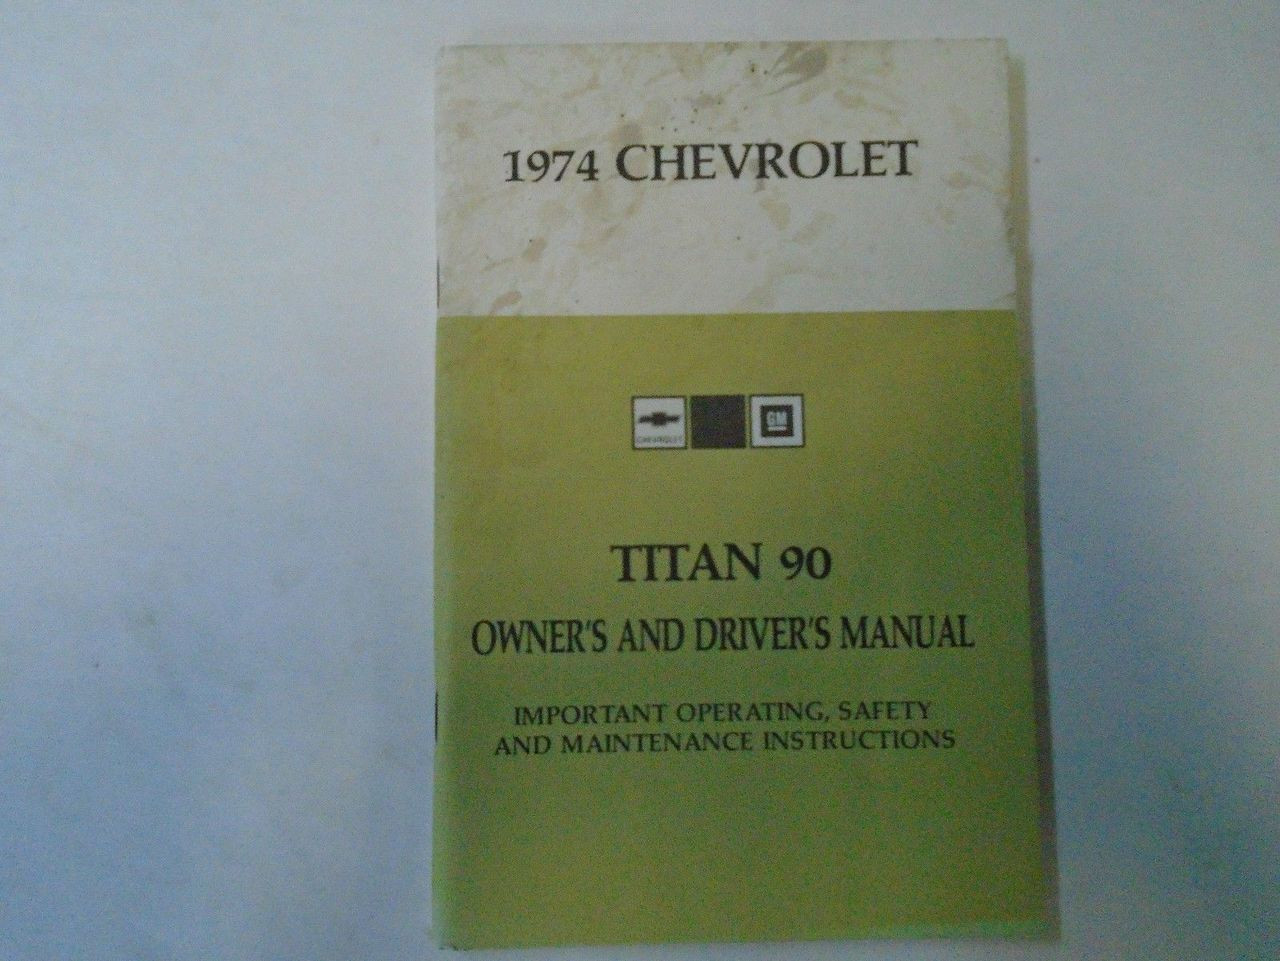 1974 CHEVROLET
CHEVROLET
GM
TITAN 90
OWNER'S AND DRIVER'S MANUAL
IMPORTANT OPERATING, SAFETY
AND MAINTENANCE INSTRUCTIONS